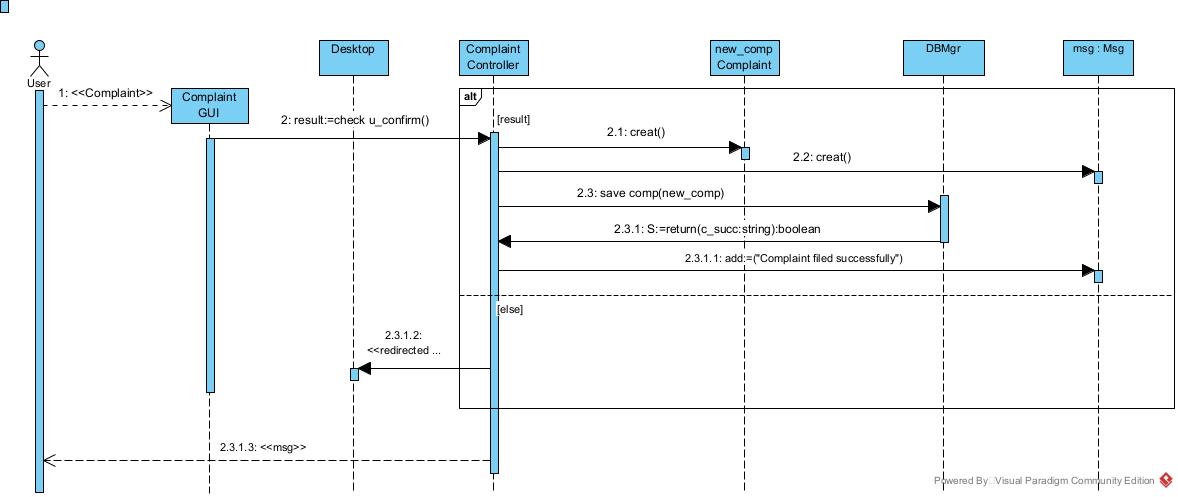 Desktop
Complaint
Controller
new_comp
Complaint
DBMgr
msg : Msg
User
1: <<Complaint>>
Complaint
GUI
alt
2: result:=check u_confirm()
[result]
2.1: creat()
2.2: creat()
2.3: save comp(new_comp)
2.3.1: S:=return(c_succ:string):boolean
2.3.1.1: add:=("Complaint filed successfully")
[else]
2.3.1.2:
<<redirected ...
2.3.1.3: <<msg>>
Powered By Visual Paradigm Community Edition